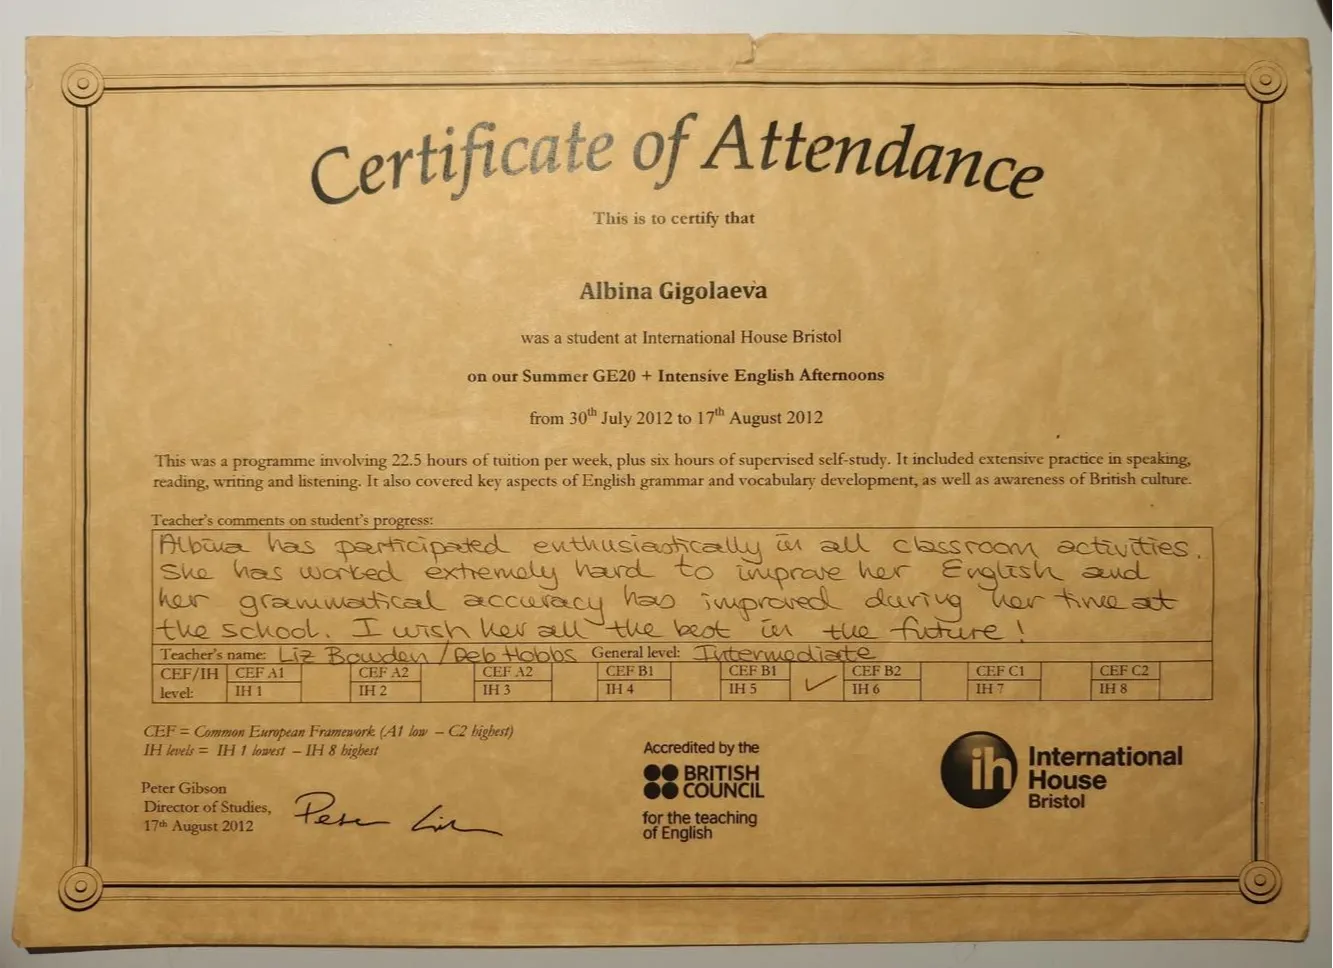 Certificate of Attendance
This is to certify that
Albina Gigolaeva
was a student at International House Bristol
on our Summer GE20 + Intensive English Afternoons
from 30th July 2012 to 17th August 2012
This was a programme involving 22.5 hours of tuition per week, plus six hours of supervised self-study. It included extensive practice in speaking,
reading, writing and listening. It also covered key aspects of English grammar and vocabulary development, as well as awareness of British culture.
Teacher's comments on student's progress:
Albina has participated enthusiastically in all classroom activities.
She has worked extremely hard to improve her English and
her grammatical accuracy has improved during her time at
the school. I wish her all the best in the future!
Teacher's name: Liz Bowden / Deb Hobbs General level: Intermediate
CEF/IH CEF A1 CEF A2 CEF A2 CEF B1 CEF B1 CEF B2 CEF C1 CEF C2
level: IH 1 IH 2 IH 3 IH 4 IH 5 ✓ IH 6 IH 7 IH 8
CEF = Common European Framework (A1 low – C2 highest)
IH levels = IH 1 lowest – IH 8 highest
Peter Gibson
Director of Studies,
17th August 2012
Accredited by the
BRITISH
COUNCIL
for the teaching
of English
ih
International
House
Bristol